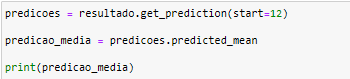 predicoes = resultado.get_prediction(start=12)
predicao_media = predicoes.predicted_mean
print(predicao_media)